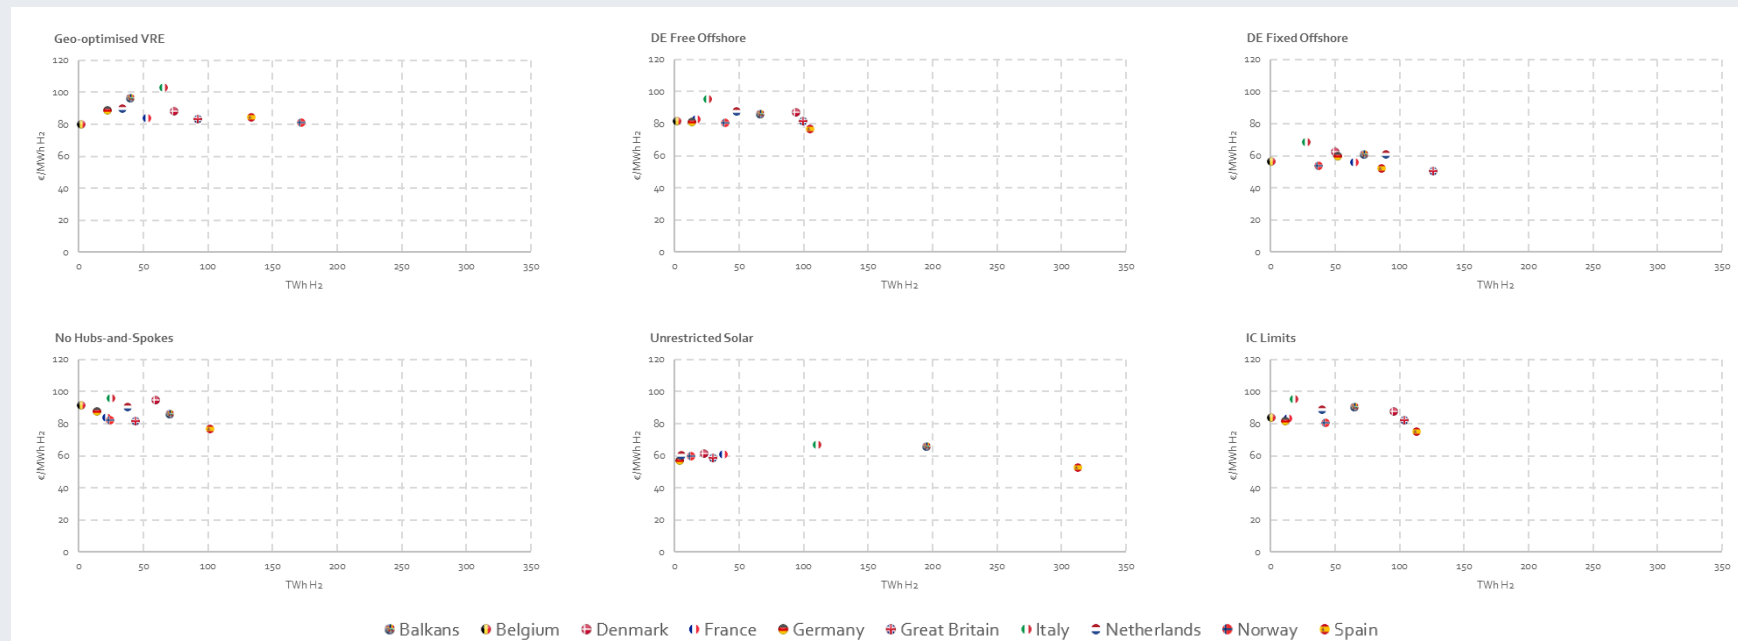 Geo-optimised VRE
120
100
80
60
40
20
0
€/MWh H2
0 50 100 150 200 250 300 350
TWh H2
DE Free Offshore
120
100
80
60
40
20
0
€/MWh H2
0 50 100 150 200 250 300 350
TWh H2
DE Fixed Offshore
120
100
80
60
40
20
0
€/MWh H2
0 50 100 150 200 250 300 350
TWh H2
No Hubs-and-Spokes
120
100
80
60
40
20
0
€/MWh H2
0 50 100 150 200 250 300 350
TWh H2
Unrestricted Solar
120
100
80
60
40
20
0
€/MWh H2
0 50 100 150 200 250 300 350
TWh H2
IC Limits
120
100
80
60
40
20
0
€/MWh H2
0 50 100 150 200 250 300 350
TWh H2
Balkans Belgium Denmark France Germany Great Britain Italy Netherlands Norway Spain